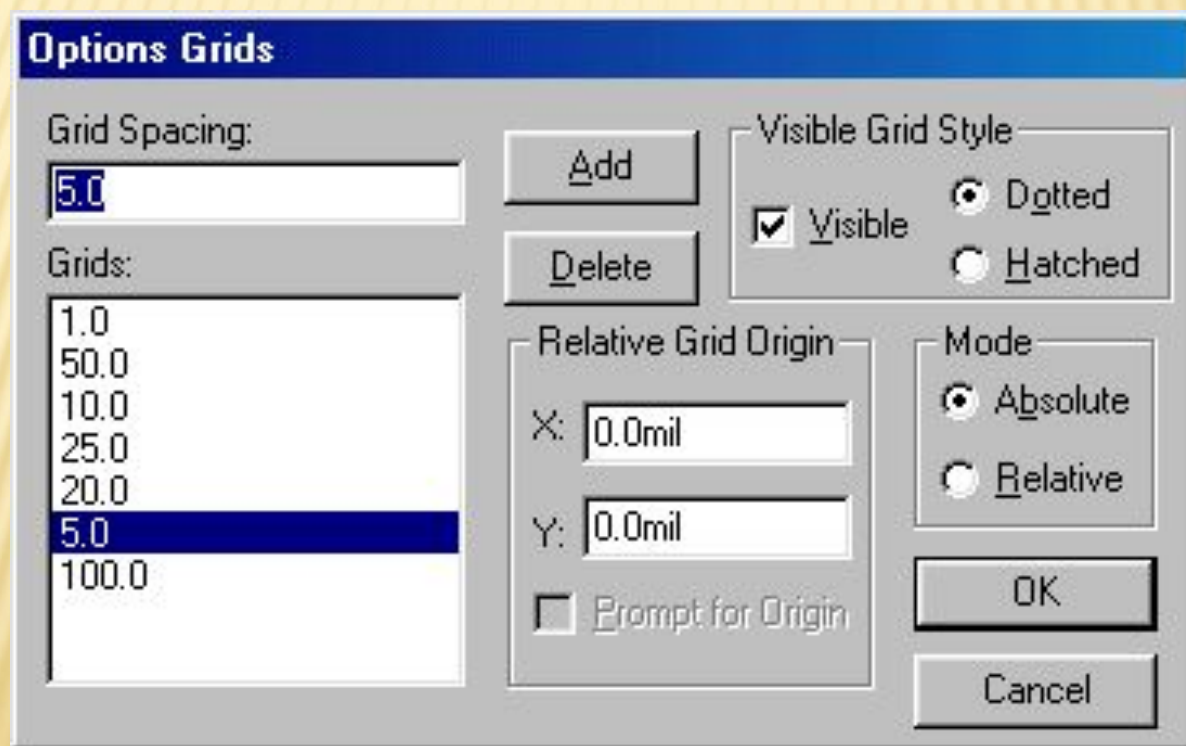 Options Grids
Grid Spacing:
5.0
Grids:
1.0
50.0
10.0
25.0
20.0
5.0
100.0
Add
Delete
Visible Grid Style
Visible
Dotted
Hatched
Relative Grid Origin
X: 0.0mil
Y: 0.0mil
Prompt for Origin
Mode
Absolute
Relative
OK
Cancel